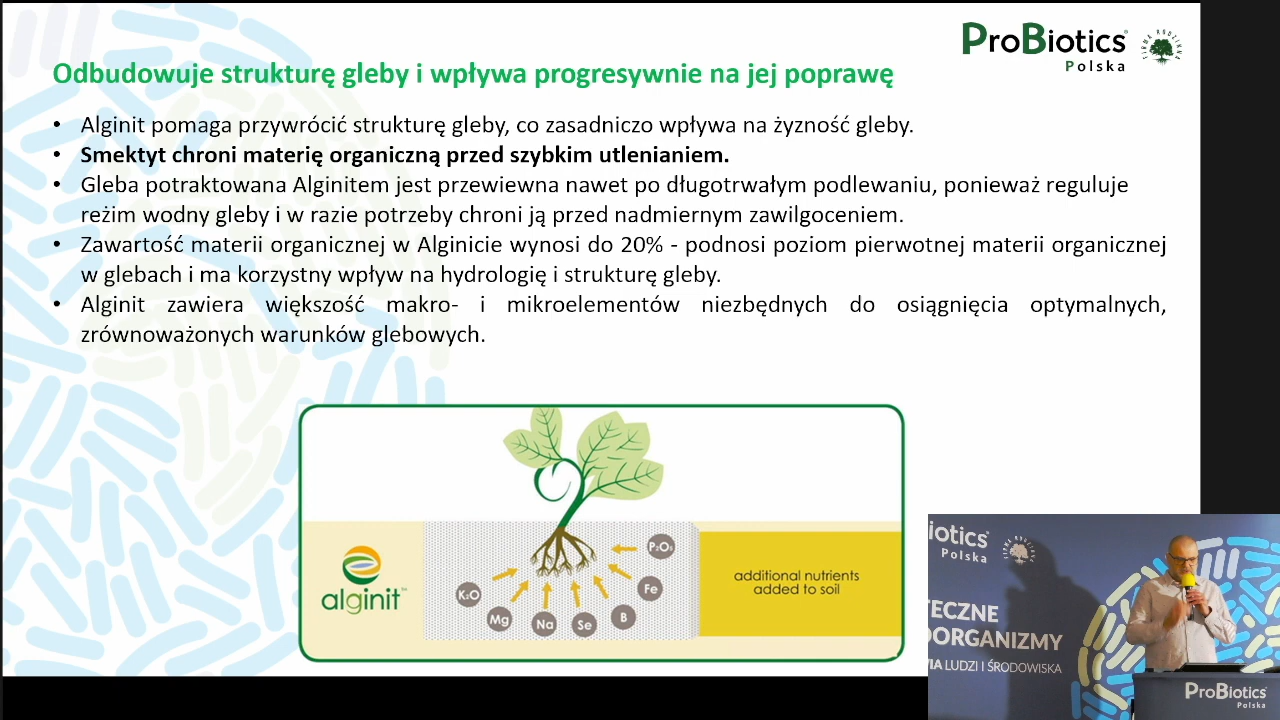 ProBiotics
Polska
FIRMA RODZINNA
Odbudowuje strukturę gleby i wpływa progresywnie na jej poprawę
• Alginit pomaga przywrócić strukturę gleby, co zasadniczo wpływa na żyzność gleby.
• Smektyt chroni materię organiczną przed szybkim utlenianiem.
• Gleba potraktowana Alginitem jest przewiewna nawet po długotrwałym podlewaniu, ponieważ reguluje
reżim wodny gleby i w razie potrzeby chroni ją przed nadmiernym zawilgoceniem.
• Zawartość materii organicznej w Alginicie wynosi do 20% - podnosi poziom pierwotnej materii organicznej
w glebach i ma korzystny wpływ na hydrologię i strukturę gleby.
• Alginit zawiera większość makro- i mikroelementów niezbędnych do osiągnięcia optymalnych,
zrównoważonych warunków glebowych.
alginit™
K₂O
Mg
Na
Se
B
Fe
P₂O₅
additional nutrients
added to soil
iotics
Polska
TECZNE
OORGANIZMY
IA LUDZI I ŚRODOWISKA
ProBiotics
Polska